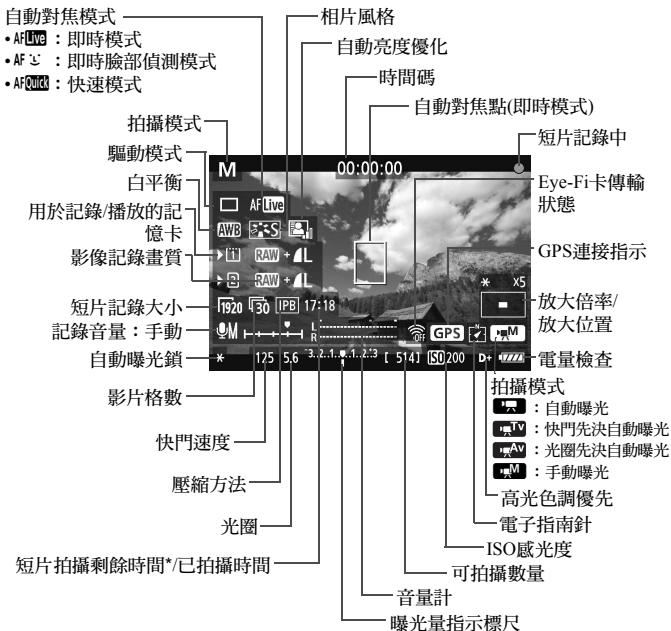 自動對焦模式
• AF Live : 即時模式
• AF : 即時臉部偵測模式
• AF Quick : 快速模式
相片風格
自動亮度優化
時間碼
自動對焦點(即時模式)
短片記錄中
拍攝模式
驅動模式
白平衡
用於記錄/播放的記
憶卡
影像記錄畫質
短片記錄大小
記錄音量：手動
自動曝光鎖
影片格數
快門速度
壓縮方法
光圈
短片拍攝剩餘時間*/已拍攝時間
M
00:00:00
AF Live
AWB S
1 RAW + L
2 RAW + L
1920 30 IPB 17:18
M
L
R
OFF GPS M
* X5
* 125 5.6 3..2..1..1..2..3 [ 514] ISO 200 D+
Eye-Fi卡傳輸
狀態
GPS連接指示
放大倍率/
放大位置
電量檢查
拍攝模式
：自動曝光
Tv ：快門先決自動曝光
Av ：光圈先決自動曝光
M ：手動曝光
高光色調優先
電子指南針
ISO感光度
可拍攝數量
音量計
曝光量指示標尺